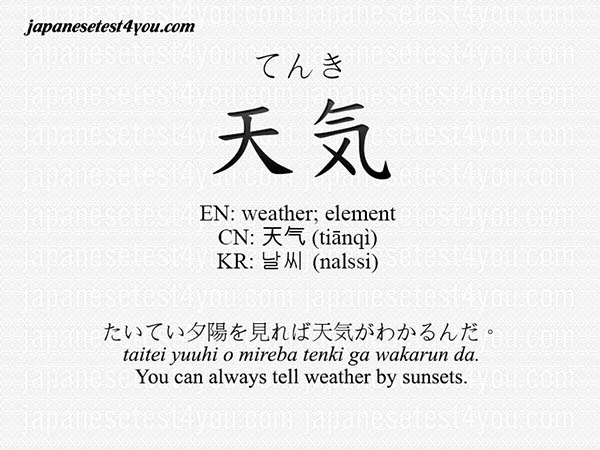 japanesetest4you.com
てんき
天気
EN: weather; element
CN: 天气 (tiānqì)
KR: 날씨 (nalssi)
たいてい夕陽を見れば天気がわかるんだ。
taitei yuuhi o mireba tenki ga wakarun da.
You can always tell weather by sunsets.